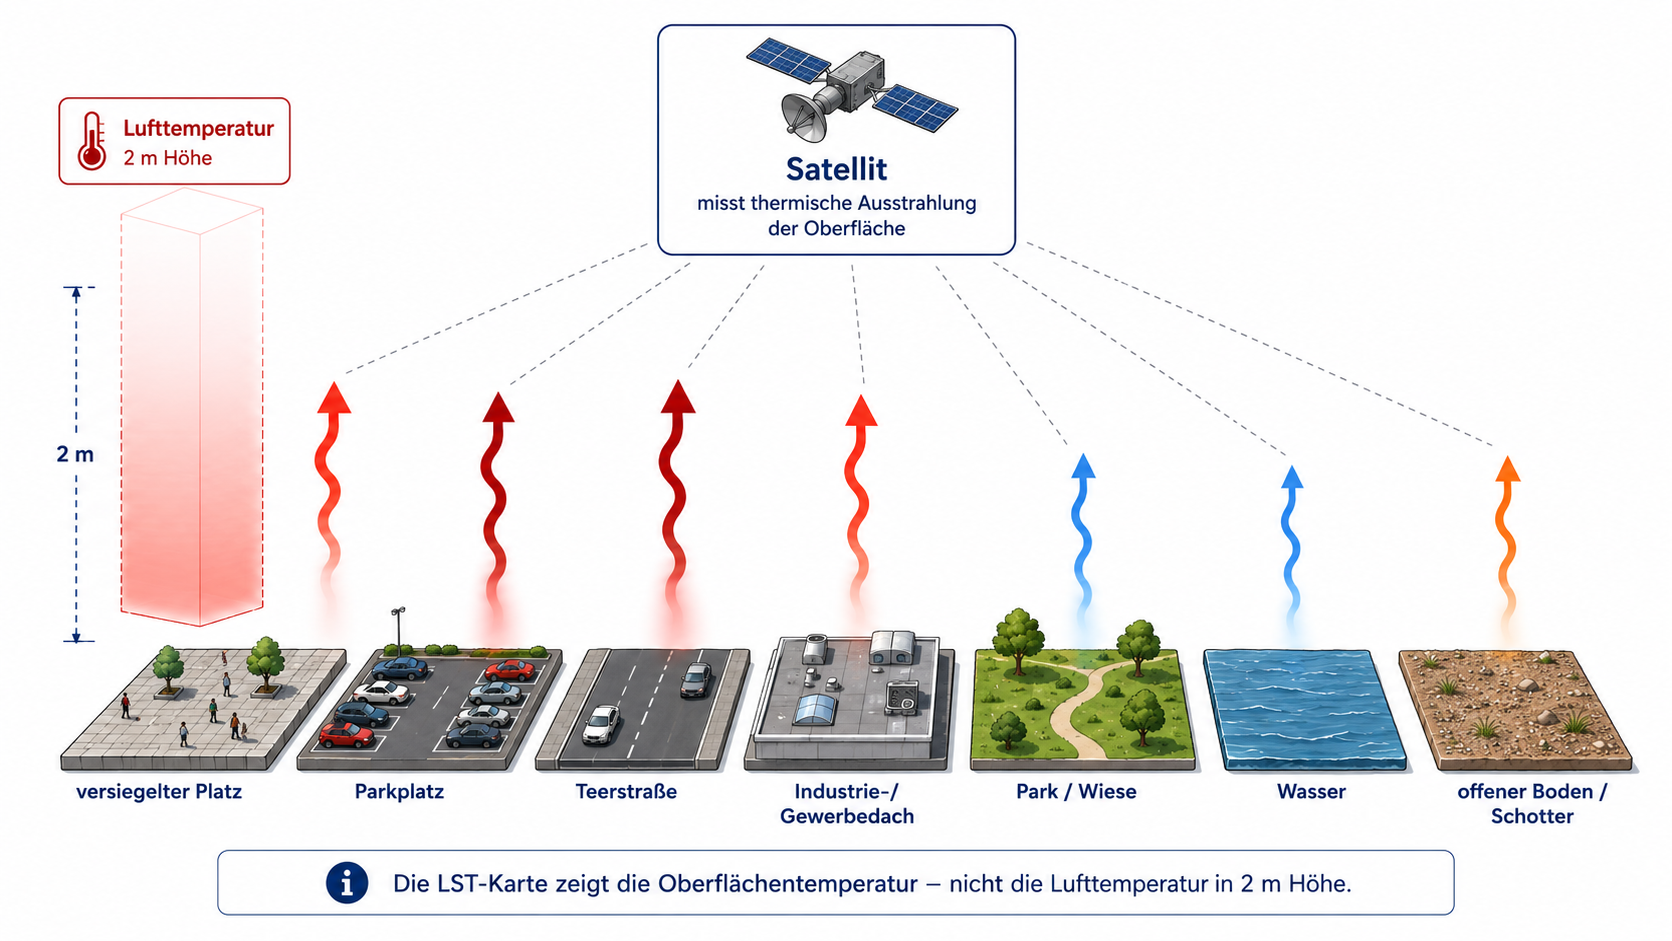 Lufttemperatur
2 m Höhe
Satellit
misst thermische Ausstrahlung
der Oberfläche
2 m
versiegelter Platz
Parkplatz
Teerstraße
Industrie-/
Gewerbedach
Park / Wiese
Wasser
offener Boden /
Schotter
Die LST-Karte zeigt die Oberflächentemperatur – nicht die Lufttemperatur in 2 m Höhe.